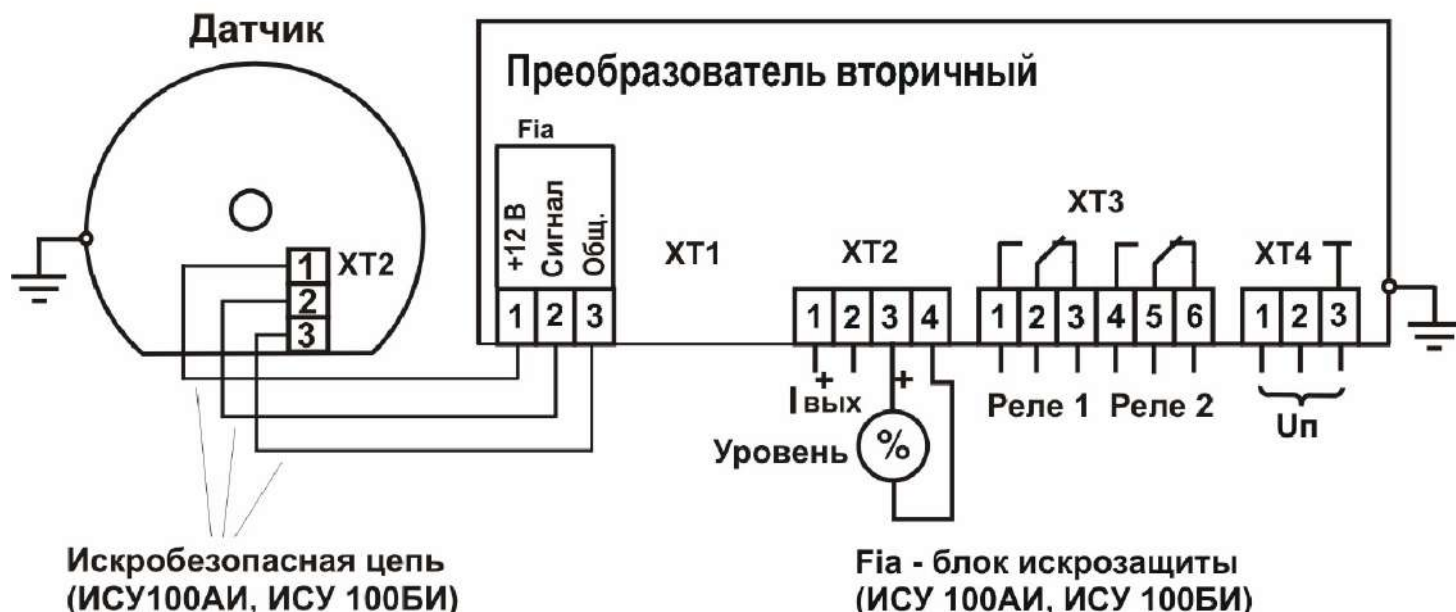 Датчик
Преобразователь вторичный
Fia
+12 В
Сигнал
Общ.
XT1
XT2
XT3
XT4
1 XT2
2
3
1 2 3
1 2 3 4
1 2 3 4 5 6
1 2 3
+
I вых
+
Реле 1 Реле 2
Uп
Уровень %
Искробезопасная цепь
(ИСУ100АИ, ИСУ 100БИ)
Fia - блок искрозащиты
(ИСУ 100АИ, ИСУ 100БИ)